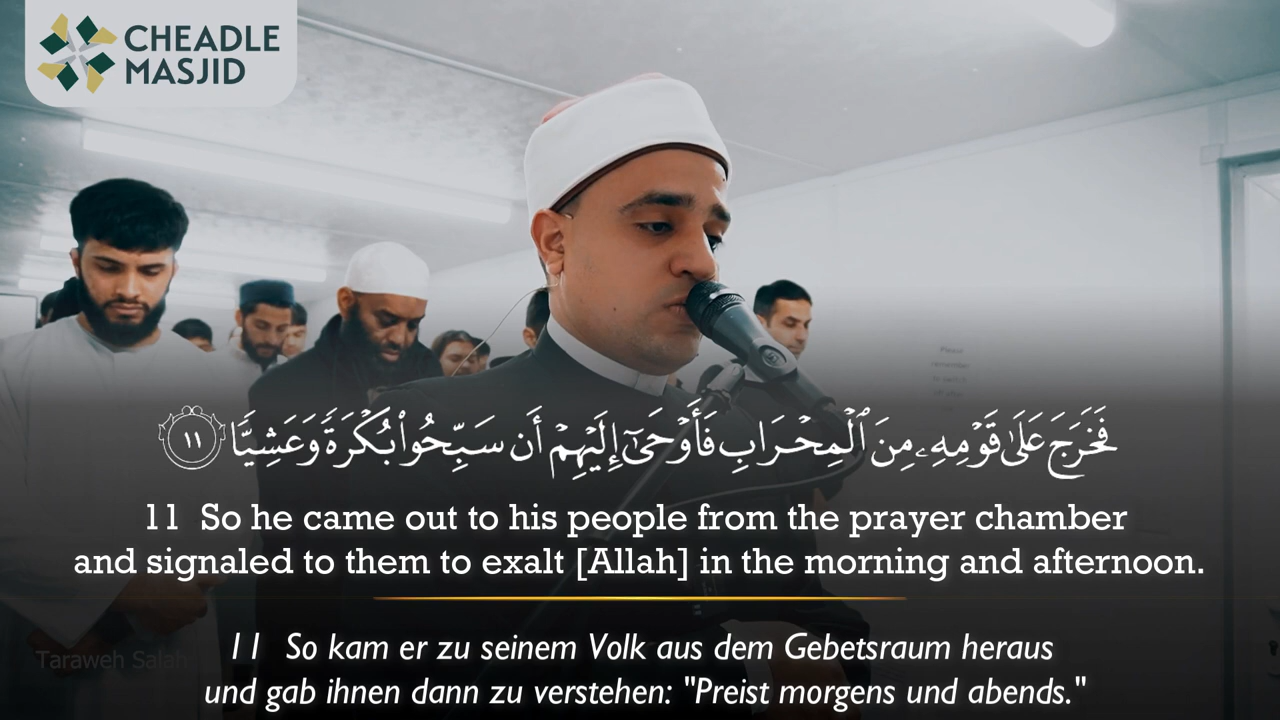 CHEADLE
MASJID
فَخَرَجَ عَلَىٰ قَوْمِهِۦ مِنَ ٱلْمِحْرَابِ فَأَوْحَىٰٓ إِلَيْهِمْ أَن سَبِّحُوا۟ بُكْرَةً وَعَشِيًّا ١١
11 So he came out to his people from the prayer chamber
and signaled to them to exalt [Allah] in the morning and afternoon.
11 So kam er zu seinem Volk aus dem Gebetsraum heraus
und gab ihnen dann zu verstehen: "Preist morgens und abends."
Taraweh Salah